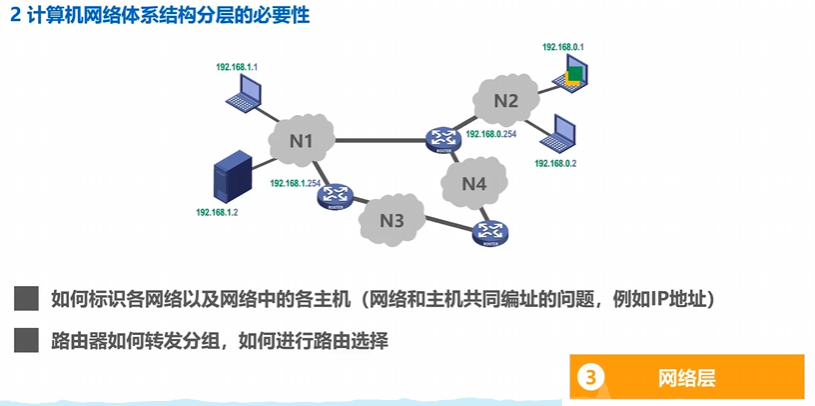 2 计算机网络体系结构分层的必要性
192.168.0.1
192.168.1.1
N2
N1
192.168.0.254
ROUTER
192.168.0.2
192.168.1.254
N4
192.168.1.2
ROUTER
N3
ROUTER
如何标识各网络以及网络中的各主机（网络和主机共同编址的问题，例如IP地址）
路由器如何转发分组，如何进行路由选择
3 网络层